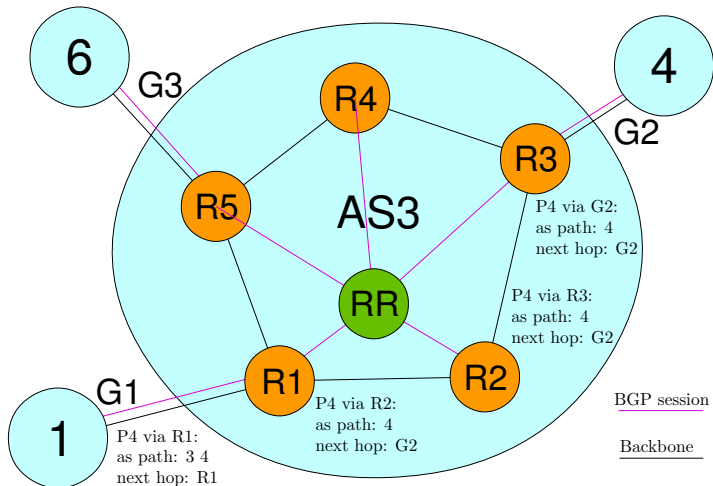 6
4
G3
G2
R4
R3
R5
AS3
P4 via G2:
as path: 4
next hop: G2
RR
P4 via R3:
as path: 4
next hop: G2
R1
R2
G1
P4 via R2:
as path: 4
next hop: G2
1
P4 via R1:
as path: 3 4
next hop: R1
BGP session
Backbone